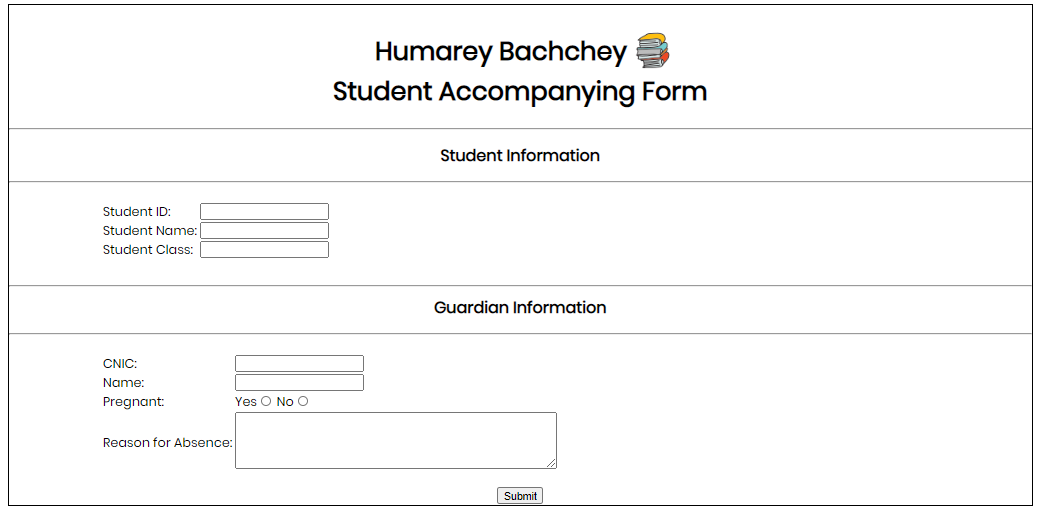 Humarey Bachchey
Student Accompanying Form
Student Information
Student ID:
Student Name:
Student Class:
Guardian Information
CNIC:
Name:
Pregnant: Yes No
Reason for Absence:
Submit